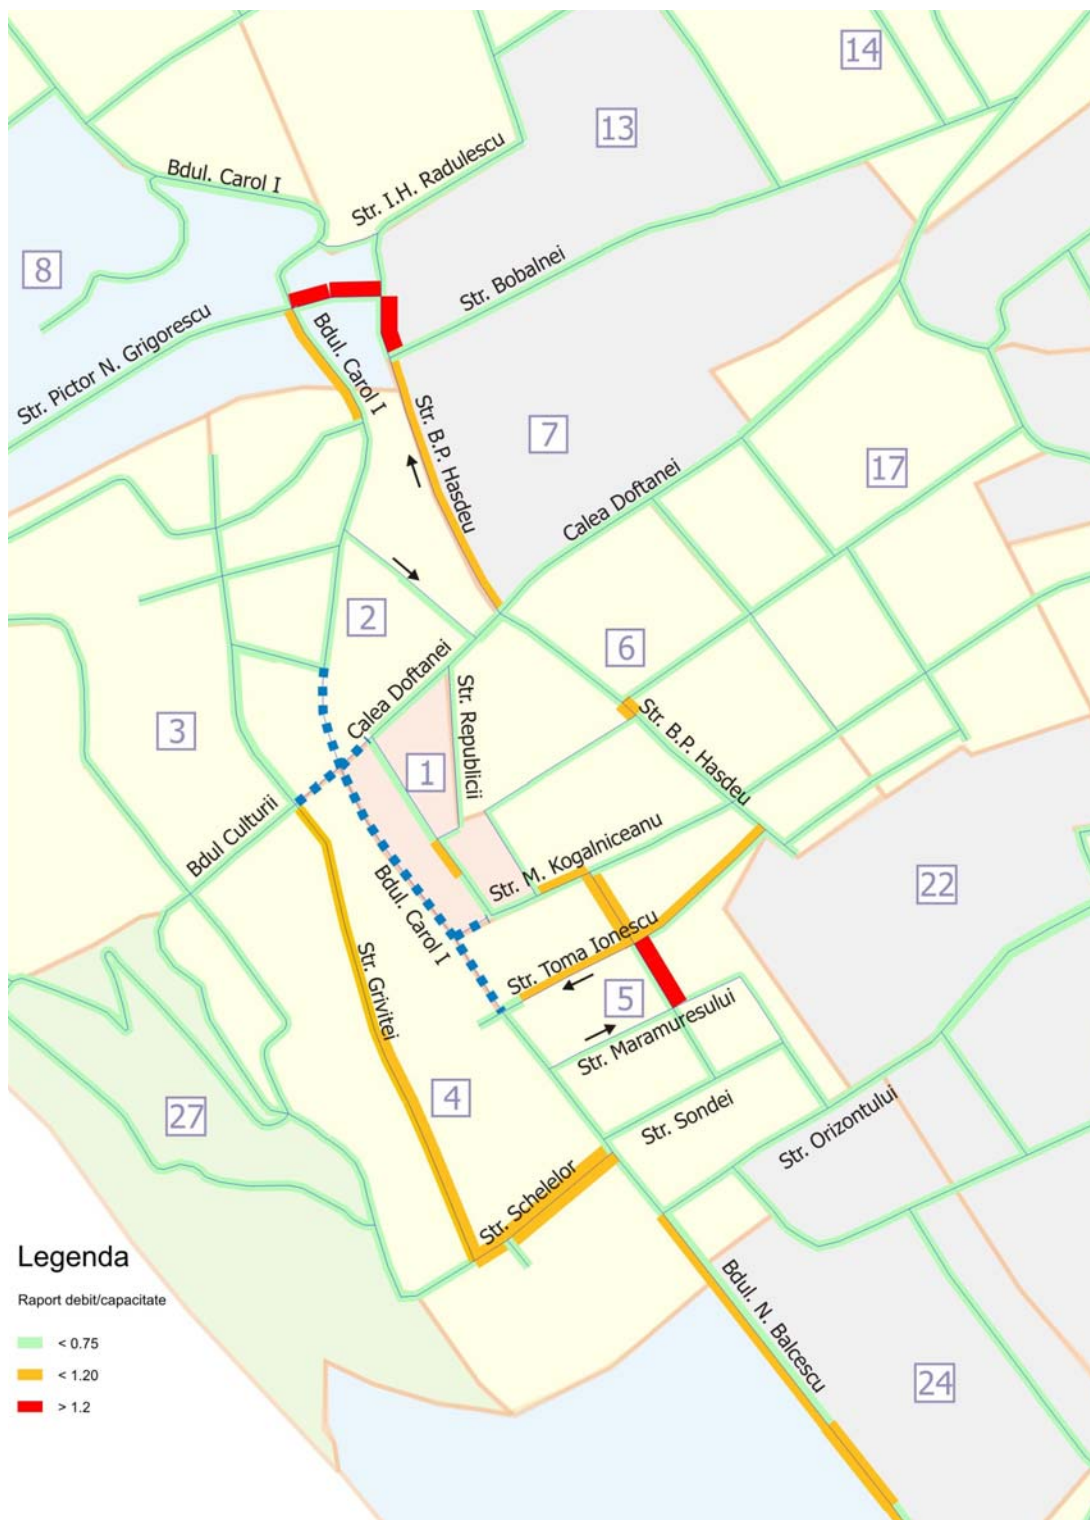 14
13
Bdul. Carol I
Str. I.H. Radulescu
8
Str. Bobalnei
Str. Pictor N. Grigorescu
Bdul. Carol I
Str. B.P. Hasdeu
7
17
Calea Doftanei
2
6
Calea Doftanei
Str. Republicii
Str. B.P. Hasdeu
3
1
Bdul Culturii
Str. M. Kogalniceanu
Bdul. Carol I
22
Str. Toma Ionescu
Str. Grivitei
5
Str. Maramuresului
4
27
Str. Sondei
Str. Orizontului
Str. Schelelor
Bdul. N. Balcescu
24
Legenda
Raport debit/capacitate
< 0.75
< 1.20
> 1.2